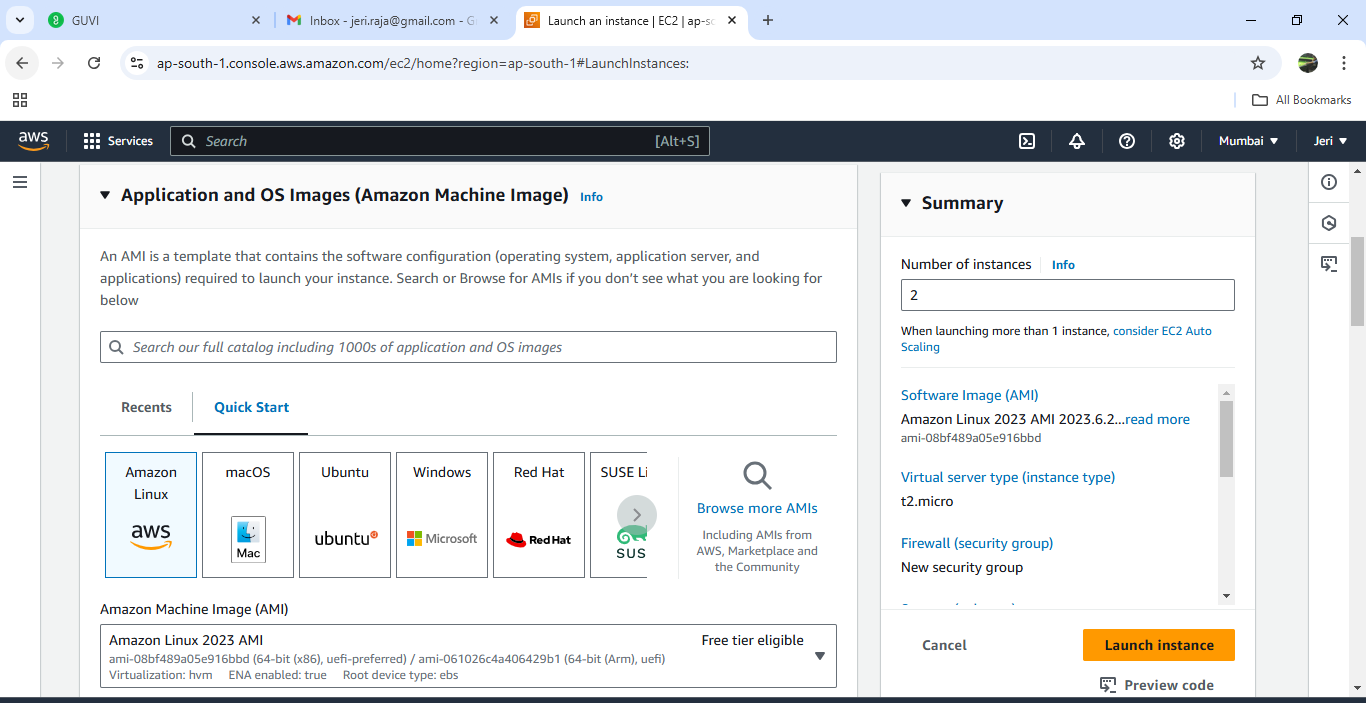 GUVI
Inbox - jeri.raja@gmail.com - G
Launch an instance | EC2 | ap-so
ap-south-1.console.aws.amazon.com/ec2/home?region=ap-south-1#LaunchInstances:
All Bookmarks
aws
Services
Search
[Alt+S]
Mumbai
Jeri
Application and OS Images (Amazon Machine Image) Info
An AMI is a template that contains the software configuration (operating system, application server, and
applications) required to launch your instance. Search or Browse for AMIs if you don’t see what you are looking for
below
Search our full catalog including 1000s of application and OS images
Recents
Quick Start
Amazon
Linux
aws
macOS
Mac
Ubuntu
ubuntu
Windows
Microsoft
Red Hat
Red Hat
SUSE Li
SUS
Browse more AMIs
Including AMIs from
AWS, Marketplace and
the Community
Amazon Machine Image (AMI)
Amazon Linux 2023 AMI
Free tier eligible
ami-08bf489a05e916bbd (64-bit (x86), uefi-preferred) / ami-061026c4a406429b1 (64-bit (Arm), uefi)
Virtualization: hvm ENA enabled: true Root device type: ebs
Summary
Number of instances Info
2
When launching more than 1 instance, consider EC2 Auto
Scaling
Software Image (AMI)
Amazon Linux 2023 AMI 2023.6.2...read more
ami-08bf489a05e916bbd
Virtual server type (instance type)
t2.micro
Firewall (security group)
New security group
Cancel
Launch instance
Preview code